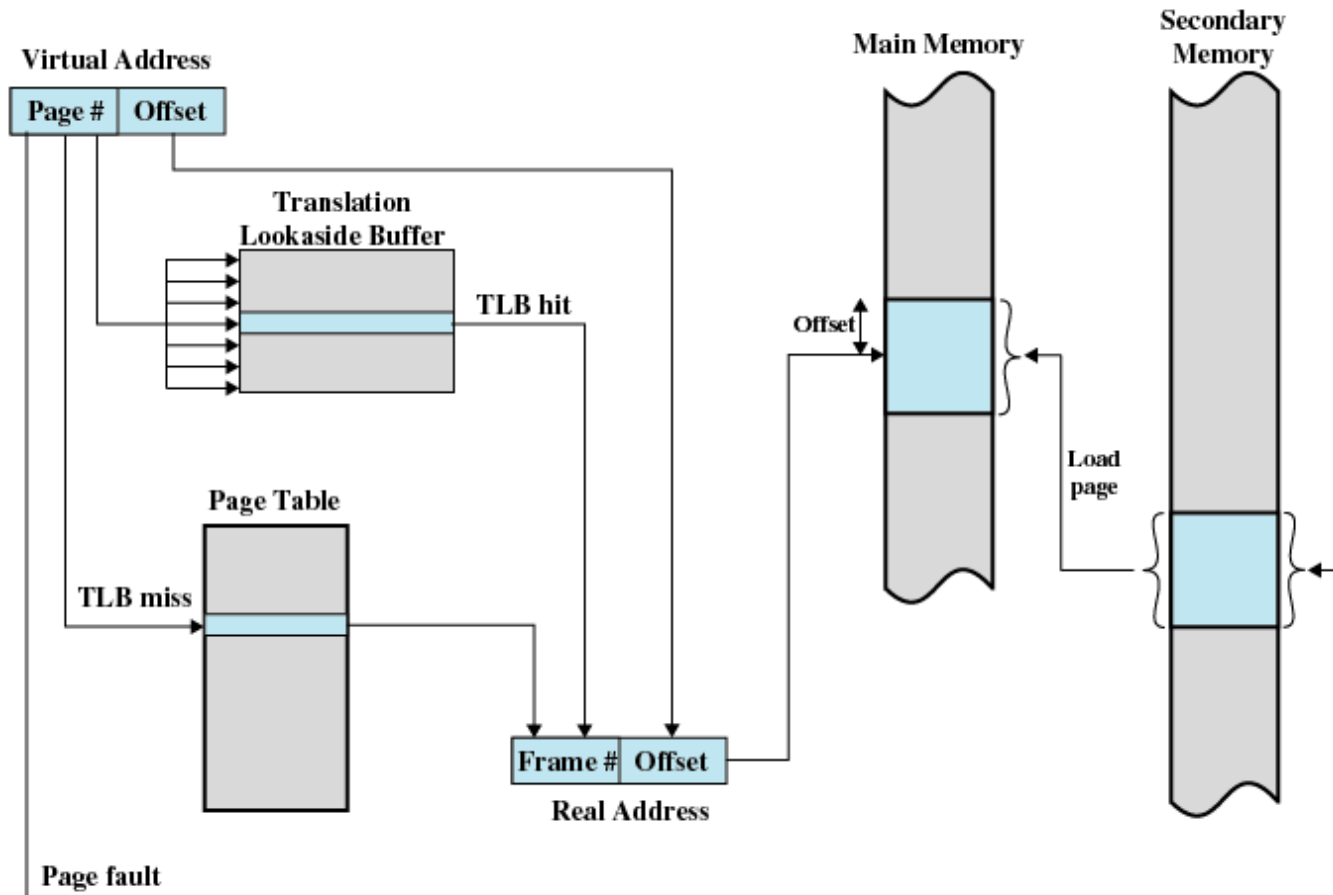 Virtual Address
Page #
Offset
Translation
Lookaside Buffer
TLB hit
Page Table
TLB miss
Frame #
Offset
Real Address
Page fault
Main Memory
Offset
Load
page
Secondary
Memory